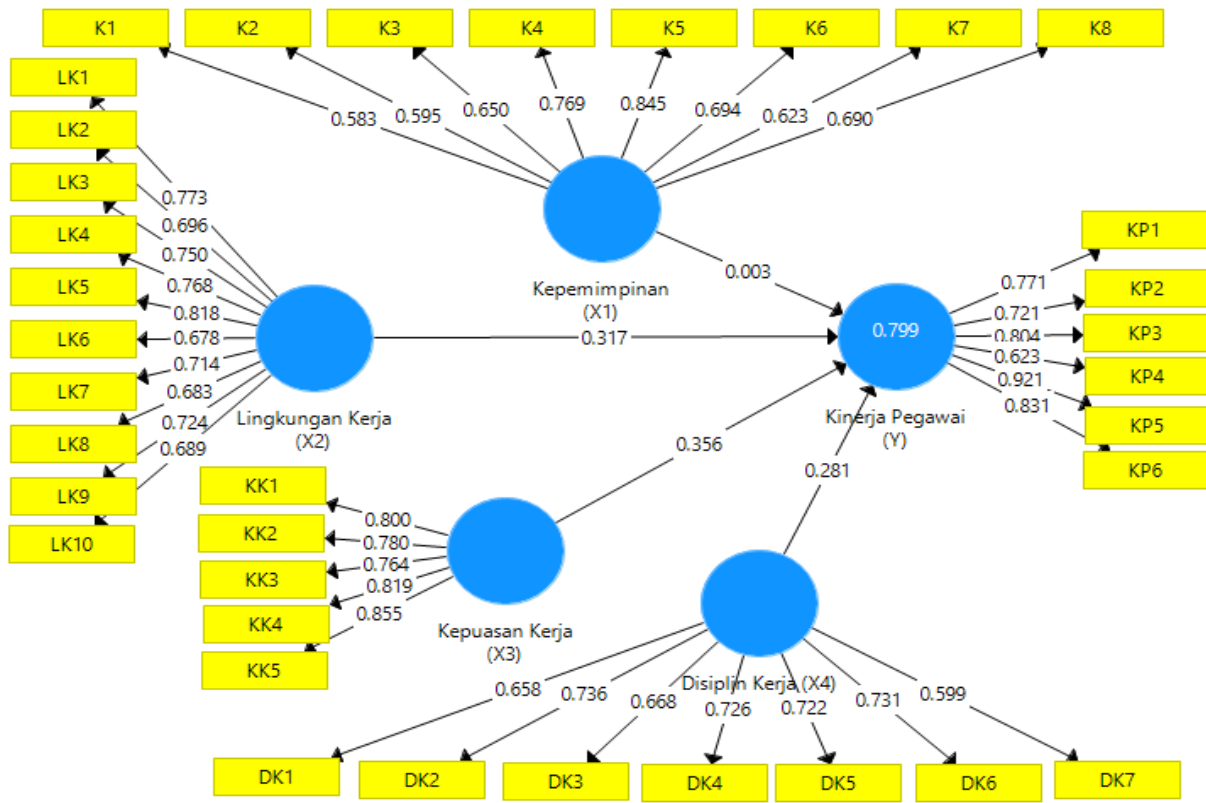 K1 K2 K3 K4 K5 K6 K7 K8
0.583 0.595 0.650 0.769 0.845 0.694 0.623 0.690
LK1
LK2
LK3
LK4
LK5
LK6
LK7
LK8
LK9
LK10
0.773
0.696
0.750
0.768
0.818
0.678
0.714
0.683
0.724
0.689
Kepemimpinan
(X1)
0.003
Lingkungan Kerja
(X2)
0.317
0.799
Kinerja Pegawai
(Y)
0.771
0.721
0.804
0.623
0.921
0.831
KP1
KP2
KP3
KP4
KP5
KP6
KK1
KK2
KK3
KK4
KK5
0.800
0.780
0.764
0.819
0.855
Kepuasan Kerja
(X3)
0.356
0.281
Disiplin Kerja (X4)
0.658 0.736 0.668 0.726 0.722 0.731 0.599
DK1 DK2 DK3 DK4 DK5 DK6 DK7